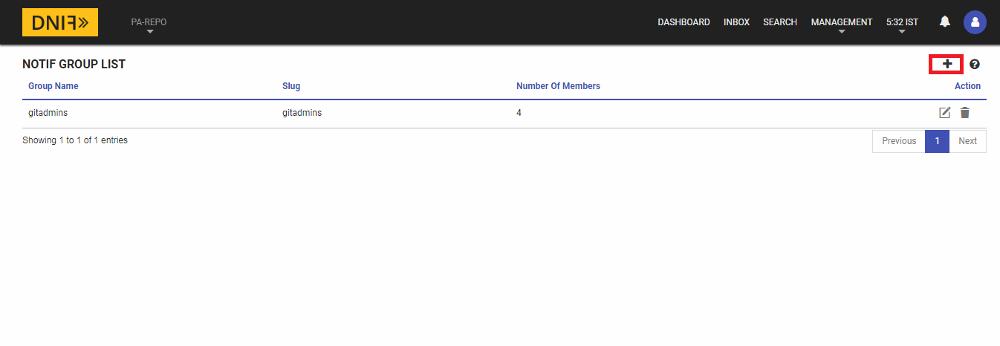 DNIF»
PA-REPO
DASHBOARD INBOX SEARCH MANAGEMENT 5:32 IST
NOTIF GROUP LIST
Group Name Slug Number Of Members Action
gitadmins gitadmins 4
Showing 1 to 1 of 1 entries
Previous 1 Next